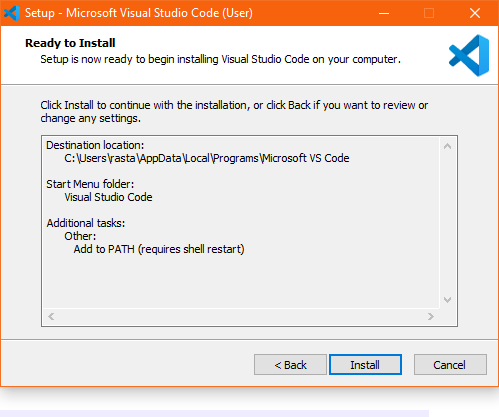 Setup - Microsoft Visual Studio Code (User)
Ready to Install
Setup is now ready to begin installing Visual Studio Code on your computer.
Click Install to continue with the installation, or click Back if you want to review or
change any settings.
Destination location:
C:\Users\rasta\AppData\Local\Programs\Microsoft VS Code
Start Menu folder:
Visual Studio Code
Additional tasks:
Other:
Add to PATH (requires shell restart)
< Back
Install
Cancel